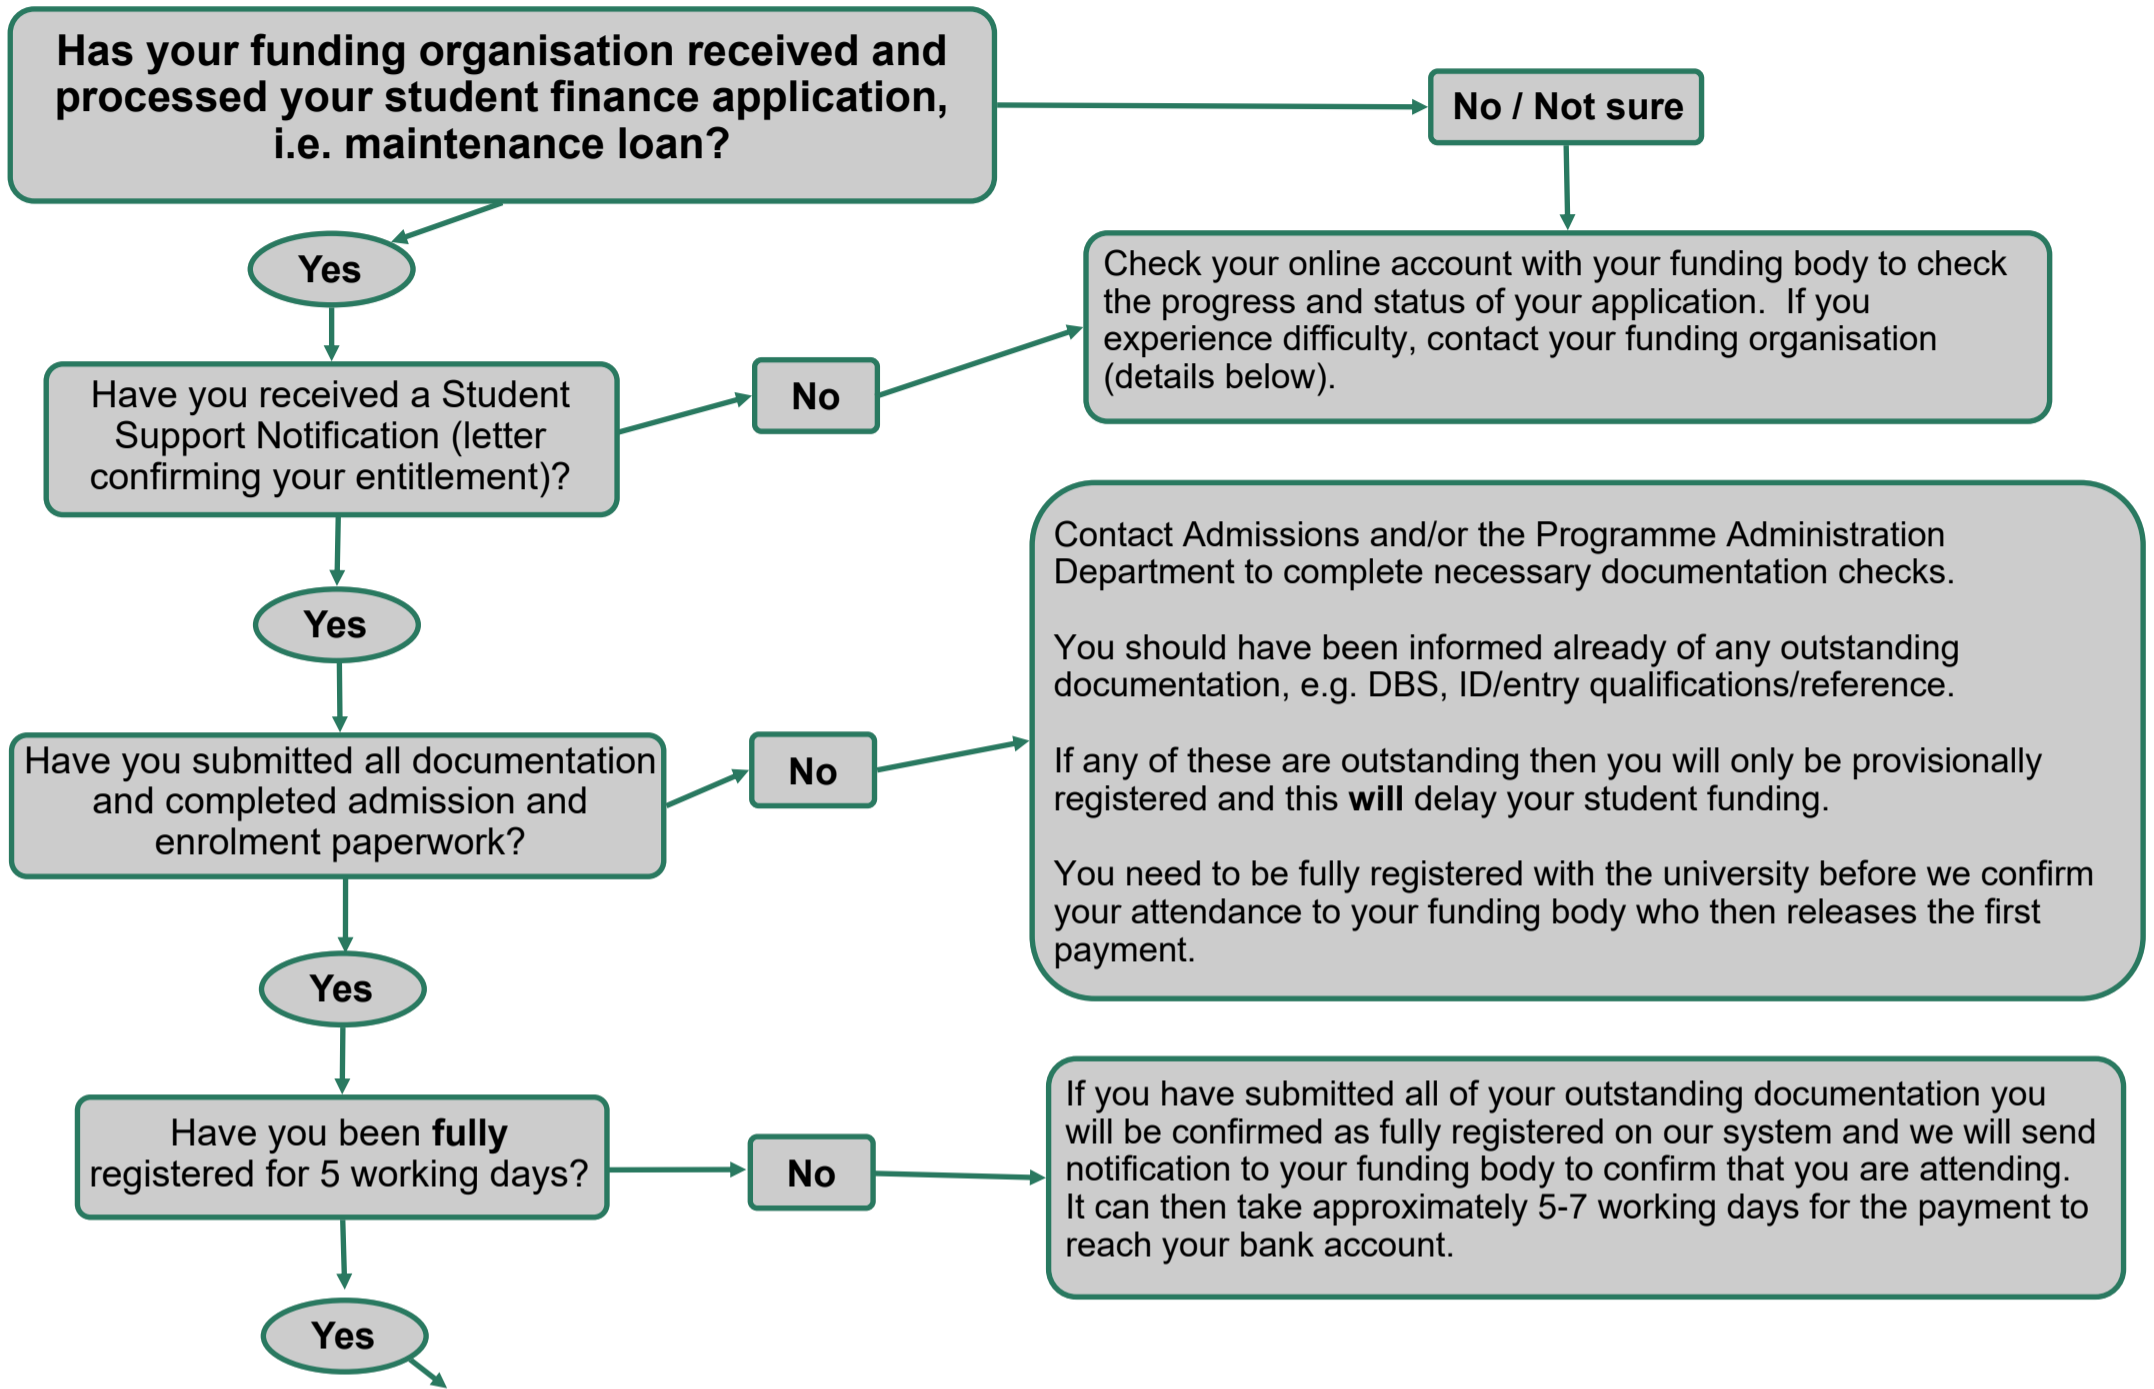 Has your funding organisation received and
processed your student finance application,
i.e. maintenance loan?
No / Not sure
Yes
Check your online account with your funding body to check
the progress and status of your application.  If you
experience difficulty, contact your funding organisation
(details below).
Have you received a Student
Support Notification (letter
confirming your entitlement)?
No
Yes
Contact Admissions and/or the Programme Administration
Department to complete necessary documentation checks.
You should have been informed already of any outstanding
documentation, e.g. DBS, ID/entry qualifications/reference.
If any of these are outstanding then you will only be provisionally
registered and this will delay your student funding.
You need to be fully registered with the university before we confirm
your attendance to your funding body who then releases the first
payment.
Have you submitted all documentation
and completed admission and
enrolment paperwork?
No
Yes
Have you been fully
registered for 5 working days?
No
If you have submitted all of your outstanding documentation you
will be confirmed as fully registered on our system and we will send
notification to your funding body to confirm that you are attending.
It can then take approximately 5-7 working days for the payment to
reach your bank account.
Yes